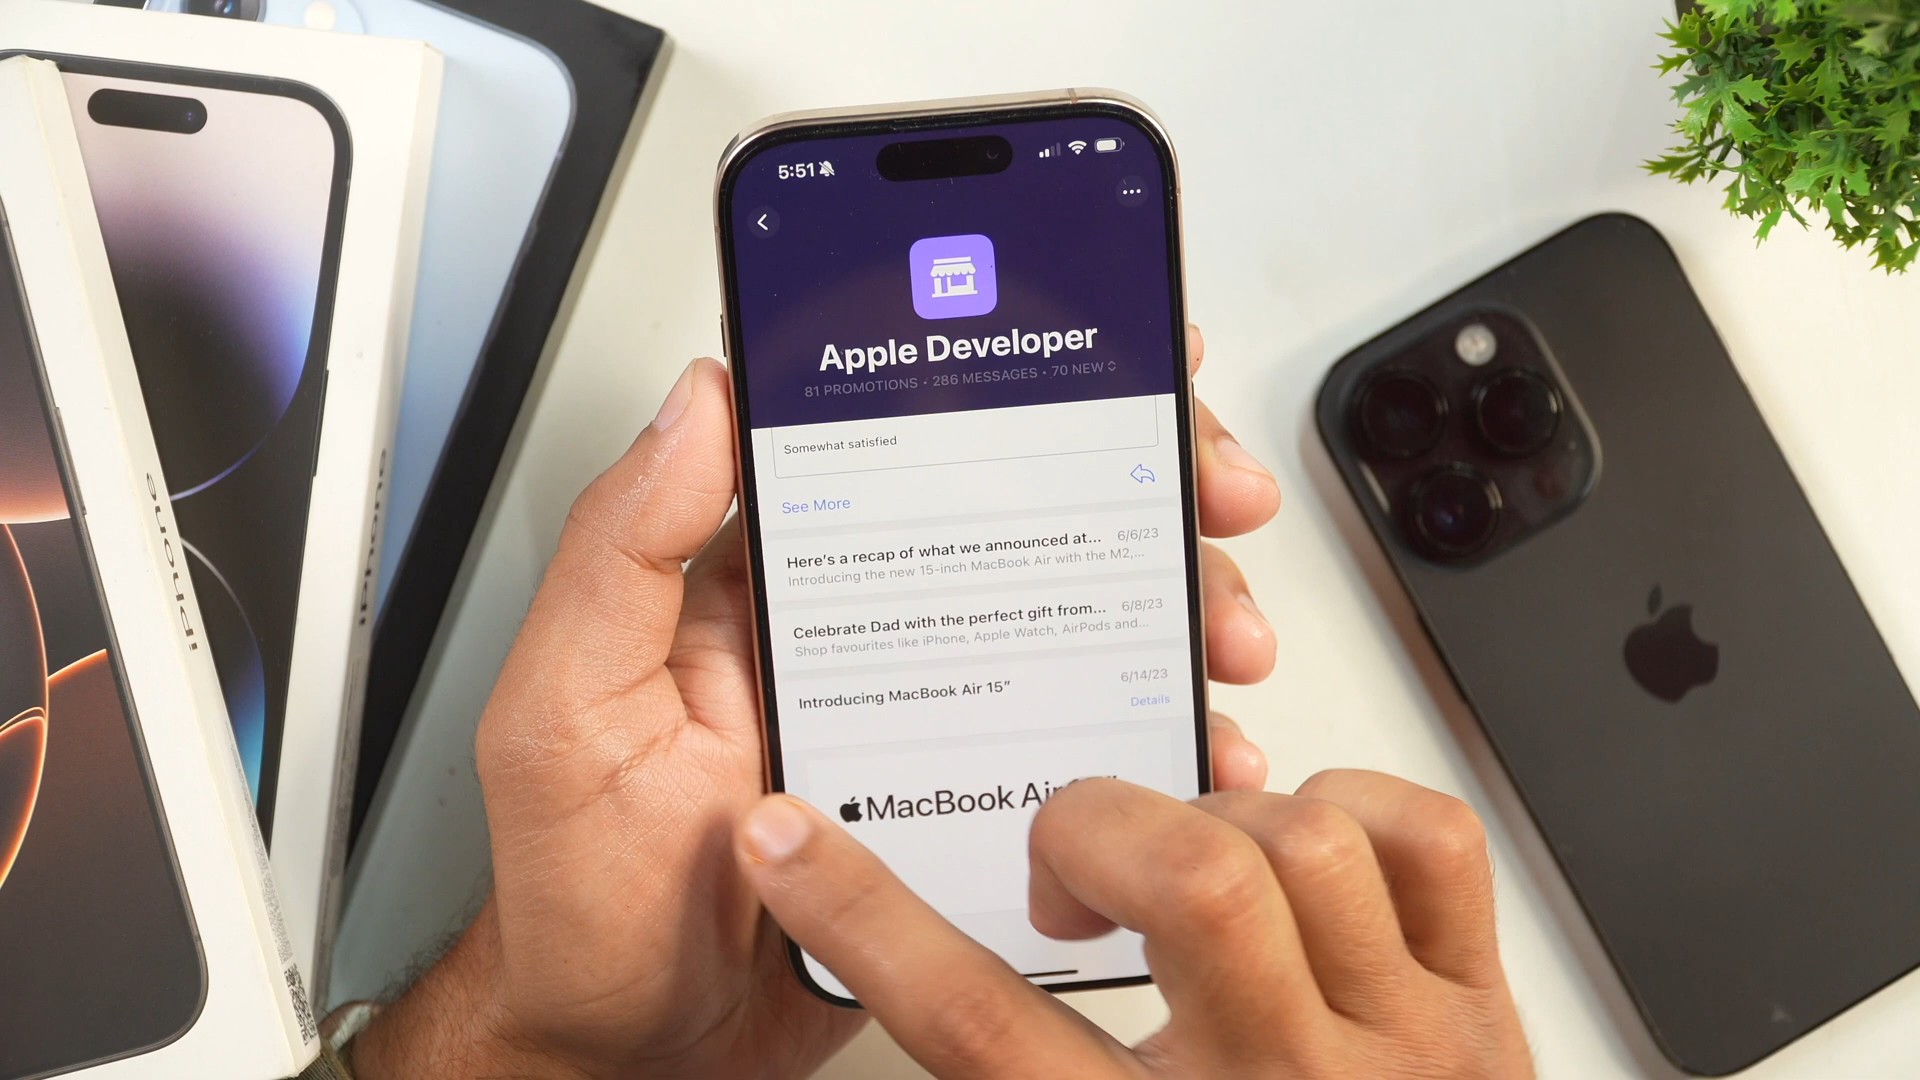 5:51
Apple Developer
81 PROMOTIONS • 286 MESSAGES • 70 NEW
Somewhat satisfied
See More
Here's a recap of what we announced at... 6/6/23
Introducing the new 15-inch MacBook Air with the M2,...
Celebrate Dad with the perfect gift from... 6/8/23
Shop favourites like iPhone, Apple Watch, AirPods and...
Introducing MacBook Air 15" 6/14/23
Details
MacBook Air
iPhone
iPhone